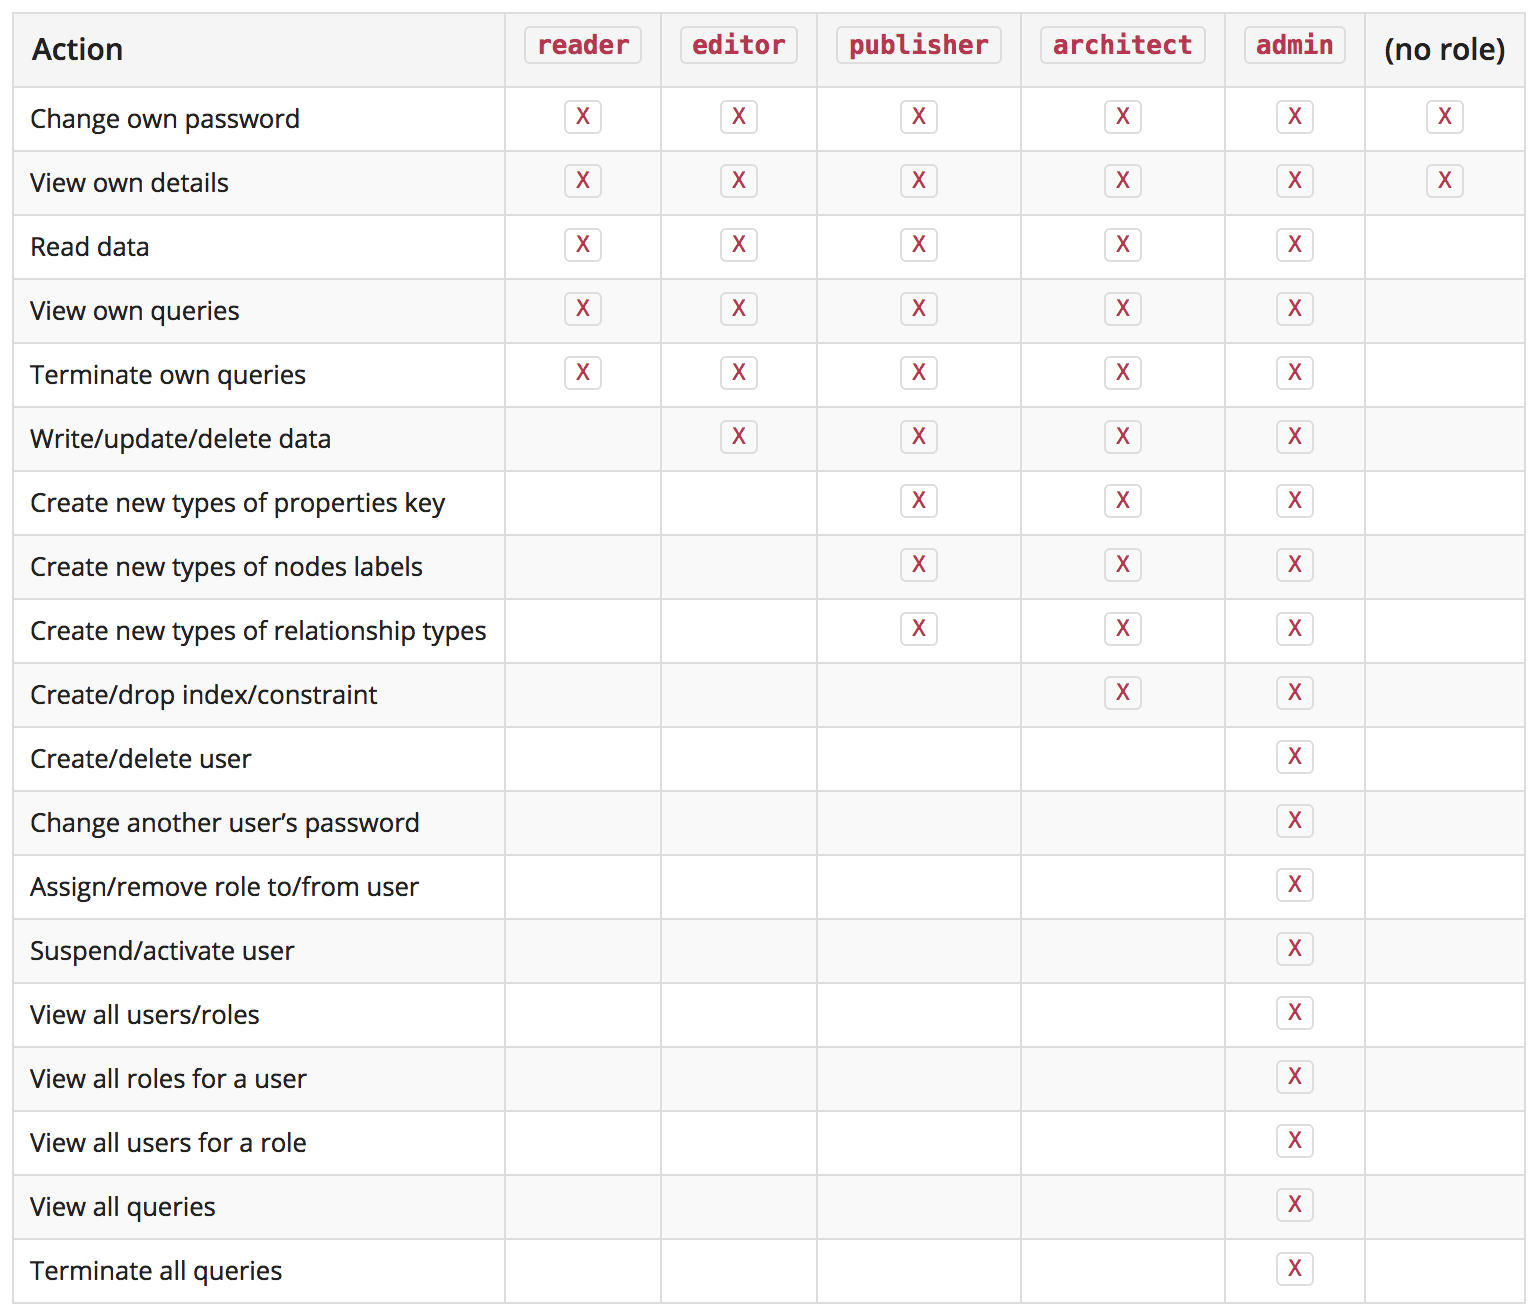 Action reader editor publisher architect admin (no role)
Change own password X X X X X X
View own details X X X X X X
Read data X X X X X
View own queries X X X X X
Terminate own queries X X X X X
Write/update/delete data X X X X
Create new types of properties key X X X
Create new types of nodes labels X X X
Create new types of relationship types X X X
Create/drop index/constraint X X
Create/delete user X
Change another user’s password X
Assign/remove role to/from user X
Suspend/activate user X
View all users/roles X
View all roles for a user X
View all users for a role X
View all queries X
Terminate all queries X